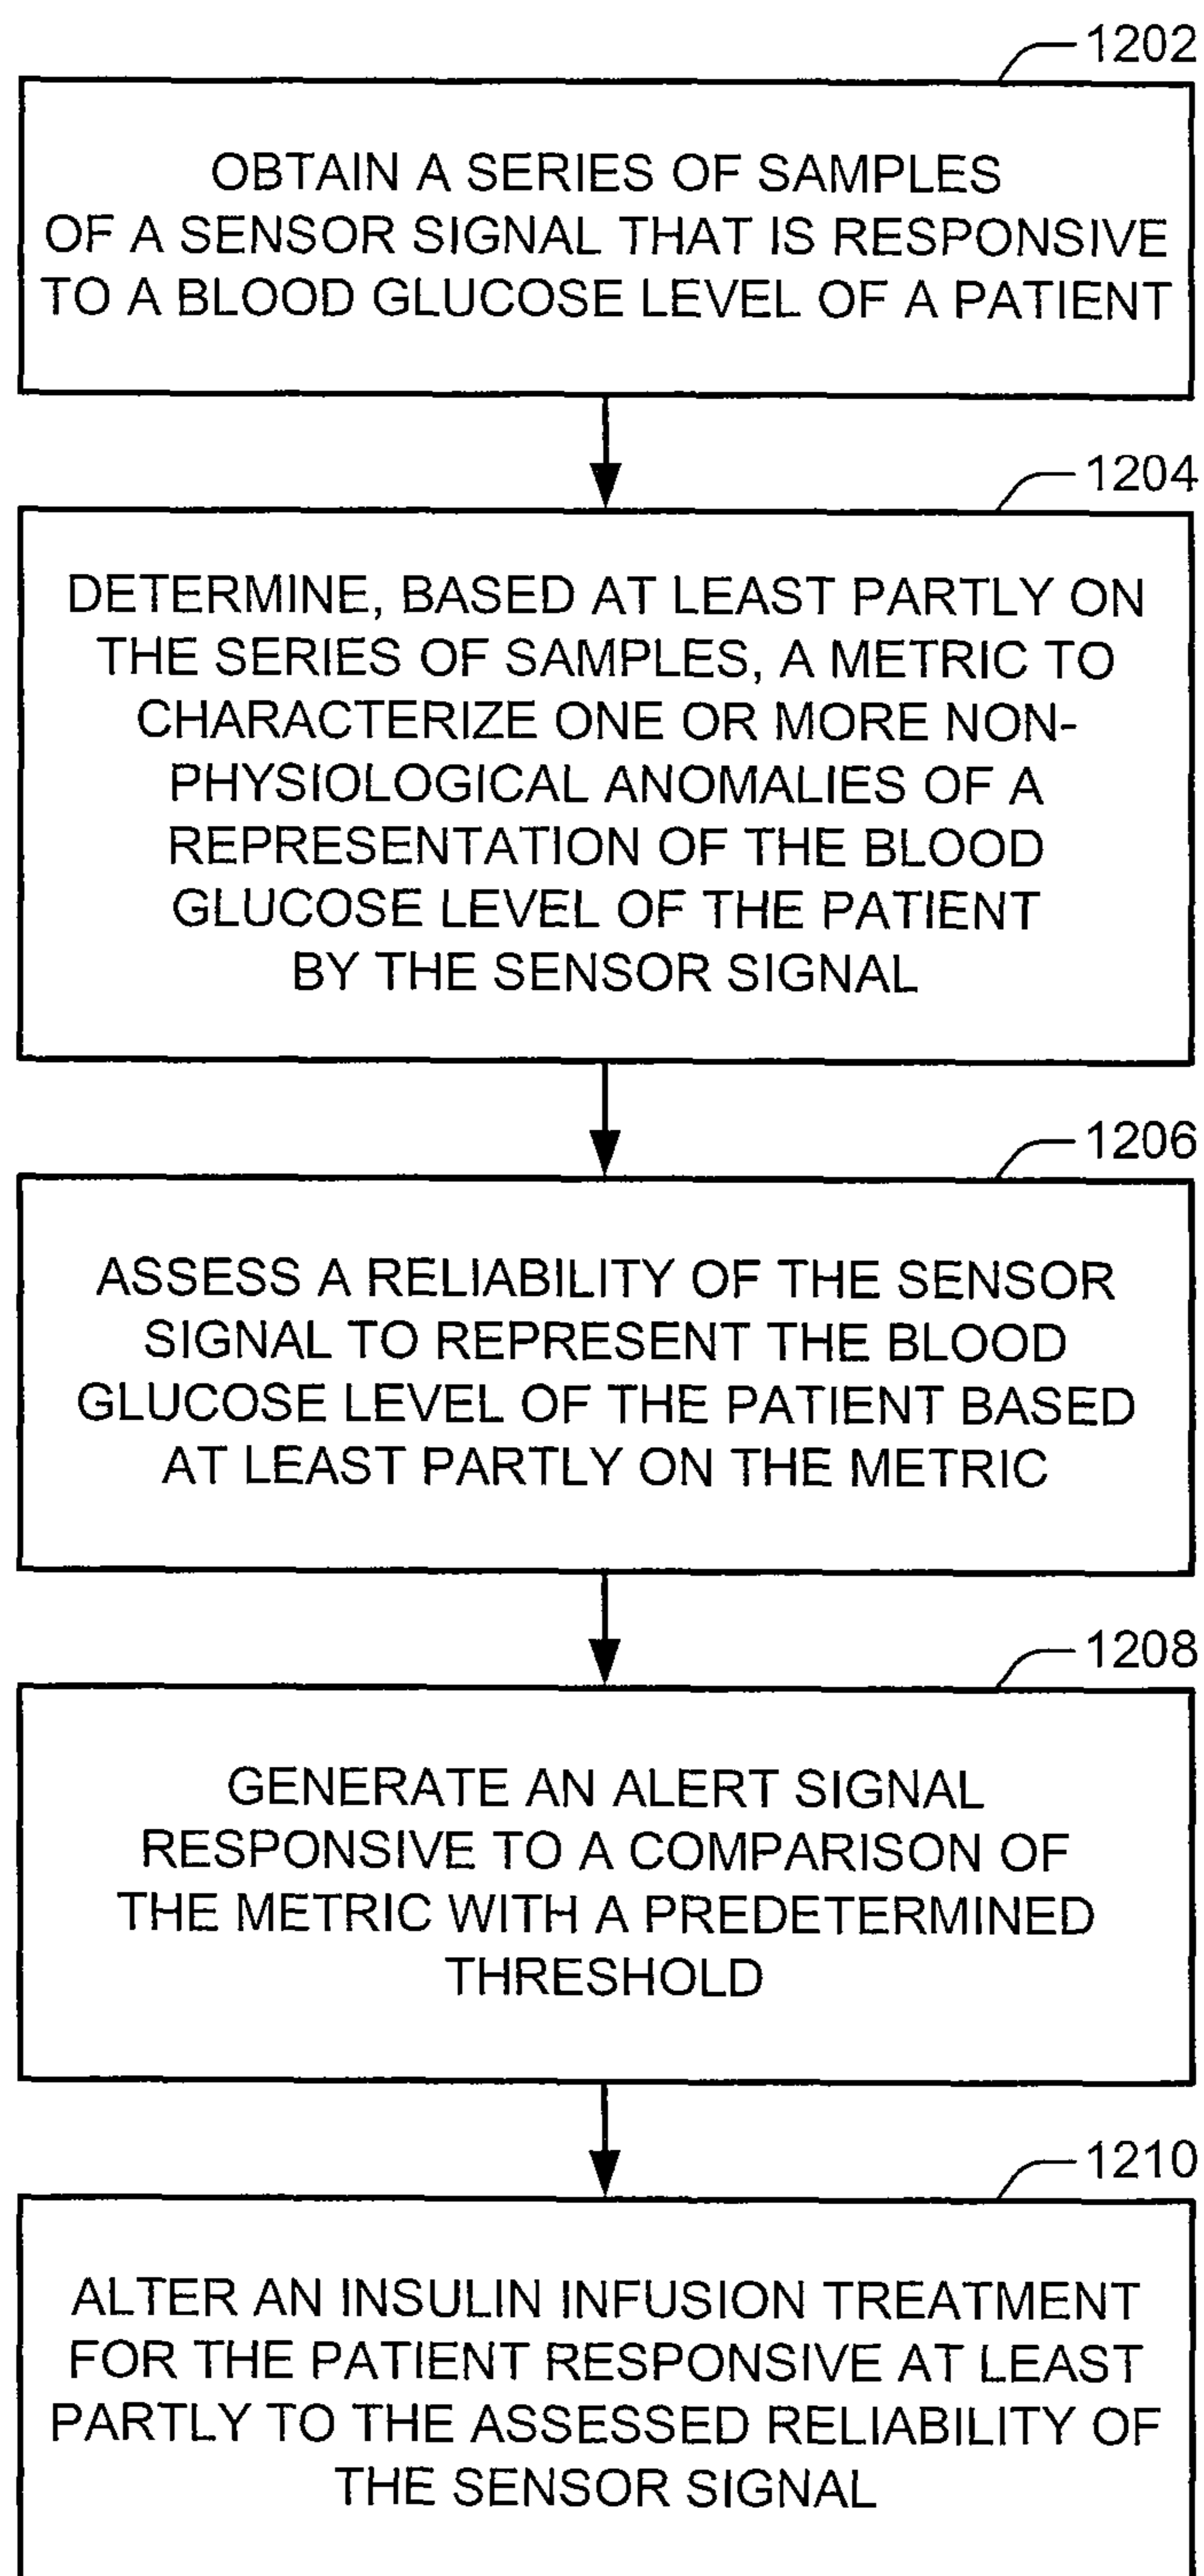 1202
OBTAIN A SERIES OF SAMPLES
OF A SENSOR SIGNAL THAT IS RESPONSIVE
TO A BLOOD GLUCOSE LEVEL OF A PATIENT
1204
DETERMINE, BASED AT LEAST PARTLY ON
THE SERIES OF SAMPLES, A METRIC TO
CHARACTERIZE ONE OR MORE NON-
PHYSIOLOGICAL ANOMALIES OF A
REPRESENTATION OF THE BLOOD
GLUCOSE LEVEL OF THE PATIENT
BY THE SENSOR SIGNAL
1206
ASSESS A RELIABILITY OF THE SENSOR
SIGNAL TO REPRESENT THE BLOOD
GLUCOSE LEVEL OF THE PATIENT BASED
AT LEAST PARTLY ON THE METRIC
1208
GENERATE AN ALERT SIGNAL
RESPONSIVE TO A COMPARISON OF
THE METRIC WITH A PREDETERMINED
THRESHOLD
1210
ALTER AN INSULIN INFUSION TREATMENT
FOR THE PATIENT RESPONSIVE AT LEAST
PARTLY TO THE ASSESSED RELIABILITY OF
THE SENSOR SIGNAL